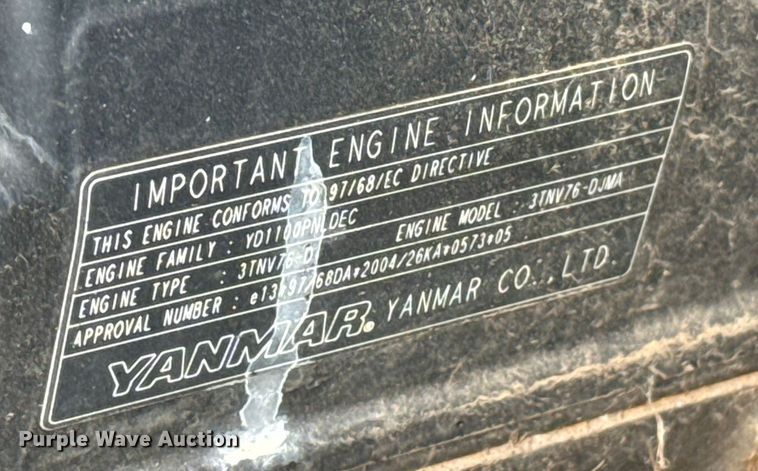 IMPORTANT ENGINE INFORMATION
THIS ENGINE CONFORMS TO 97/68/EC DIRECTIVE
ENGINE FAMILY : YD1100PNLDEC
ENGINE TYPE : 3TNV76-D ENGINE MODEL : 3TNV76-DJMA
APPROVAL NUMBER : e13*97/68DA*2004/26KA*0573*05
YANMAR. YANMAR CO.,LTD.
Purple Wave Auction